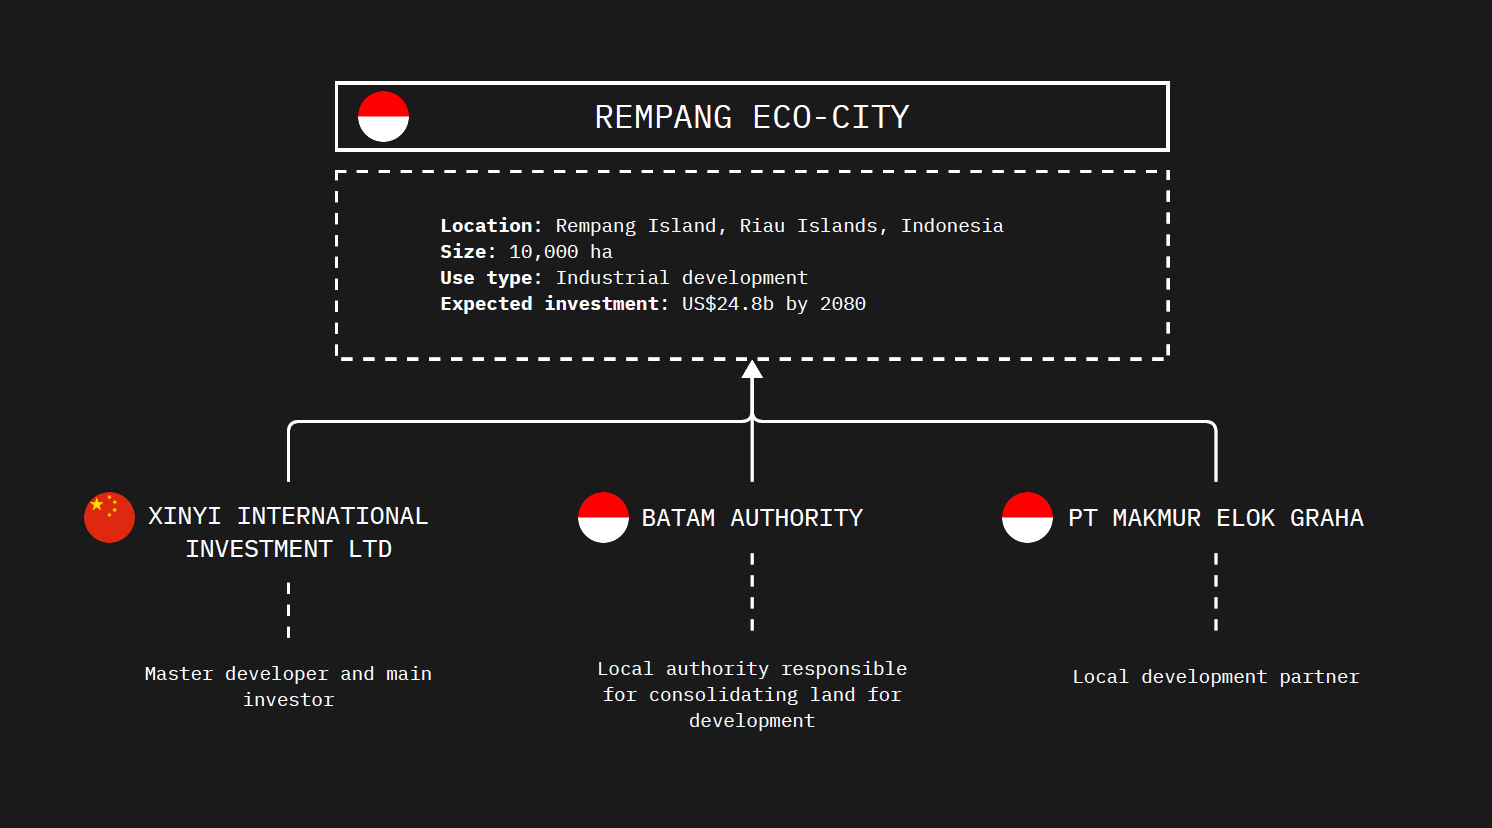 REMPANG ECO-CITY
Location: Rempang Island, Riau Islands, Indonesia
Size: 10,000 ha
Use type: Industrial development
Expected investment: US$24.8b by 2080
XINYI INTERNATIONAL
INVESTMENT LTD
Master developer and main
investor
BATAM AUTHORITY
Local authority responsible
for consolidating land for
development
PT MAKMUR ELOK GRAHA
Local development partner